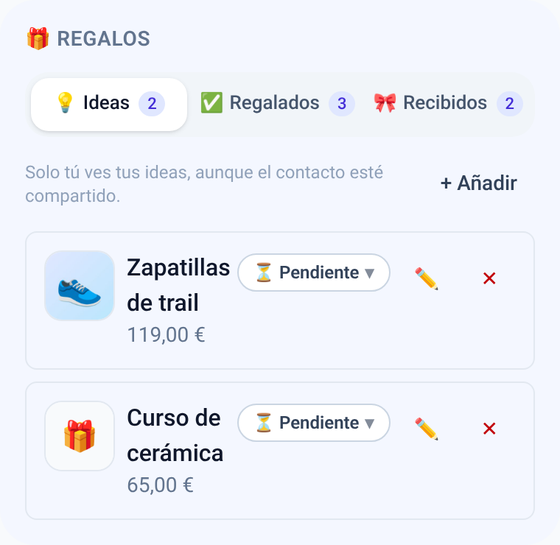 🎁 REGALOS
💡 Ideas 2 ✅ Regalados 3 🎀 Recibidos 2
Solo tú ves tus ideas, aunque el contacto esté
compartido.
+ Añadir
Zapatillas
de trail
119,00 €
⏳ Pendiente ▾ ✏️ ✕
Curso de
cerámica
65,00 €
⏳ Pendiente ▾ ✏️ ✕